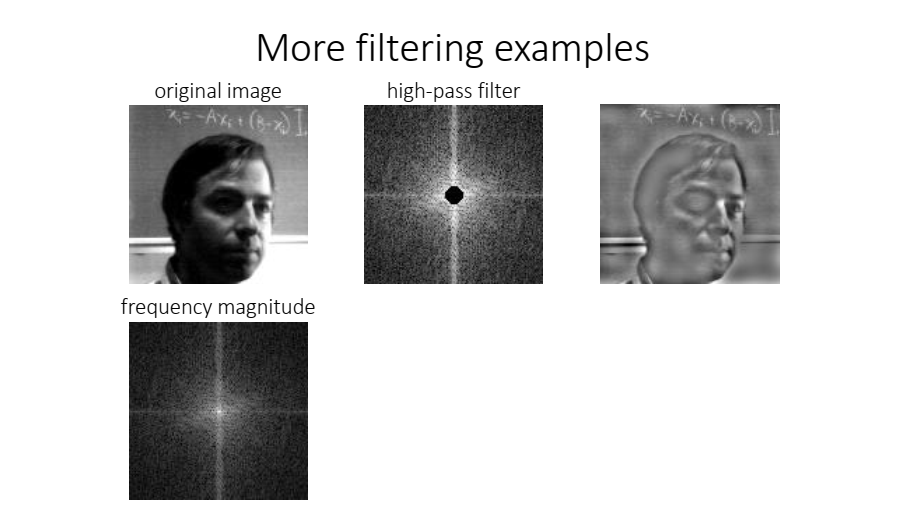 More filtering examples
original image
high-pass filter
frequency magnitude